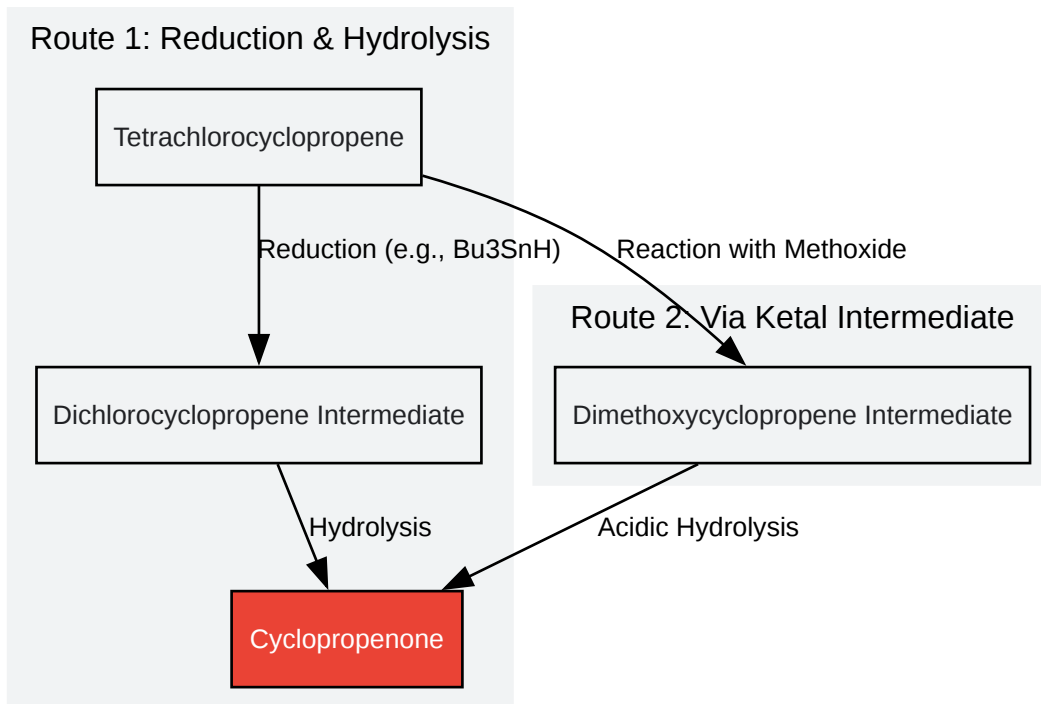 Route 1: Reduction & Hydrolysis
Tetrachlorocyclopropene
Reduction (e.g., Bu3SnH)
Reaction with Methoxide
Route 2: Via Ketal Intermediate
Dichlorocyclopropene Intermediate
Dimethoxycyclopropene Intermediate
Hydrolysis
Acidic Hydrolysis
Cyclopropenone